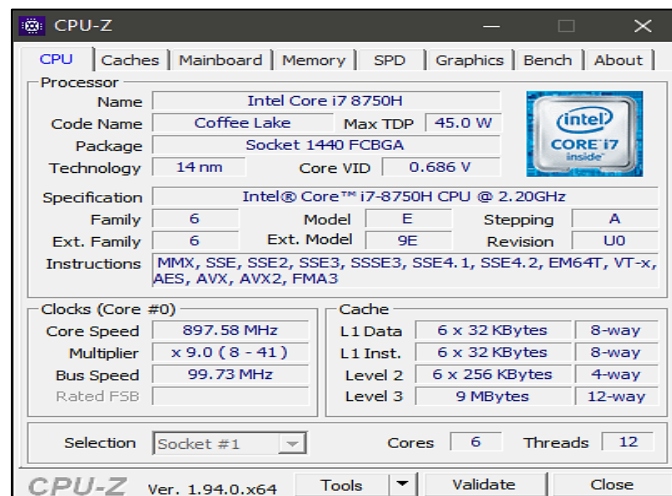 CPU-Z
CPU Caches Mainboard Memory SPD Graphics Bench About
Processor
Name Intel Core i7 8750H
Code Name Coffee Lake Max TDP 45.0 W
Package Socket 1440 FCBGA
Technology 14 nm Core VID 0.686 V
intel
CORE i7
inside
Specification Intel® Core™ i7-8750H CPU @ 2.20GHz
Family 6 Model E Stepping A
Ext. Family 6 Ext. Model 9E Revision U0
Instructions MMX, SSE, SSE2, SSE3, SSSE3, SSE4.1, SSE4.2, EM64T, VT-x,
AES, AVX, AVX2, FMA3
Clocks (Core #0)
Core Speed 897.58 MHz
Multiplier x 9.0 ( 8 - 41 )
Bus Speed 99.73 MHz
Rated FSB
Cache
L1 Data 6 x 32 KBytes 8-way
L1 Inst. 6 x 32 KBytes 8-way
Level 2 6 x 256 KBytes 4-way
Level 3 9 MBytes 12-way
Selection Socket #1 Cores 6 Threads 12
CPU-Z Ver. 1.94.0.x64 Tools Validate Close